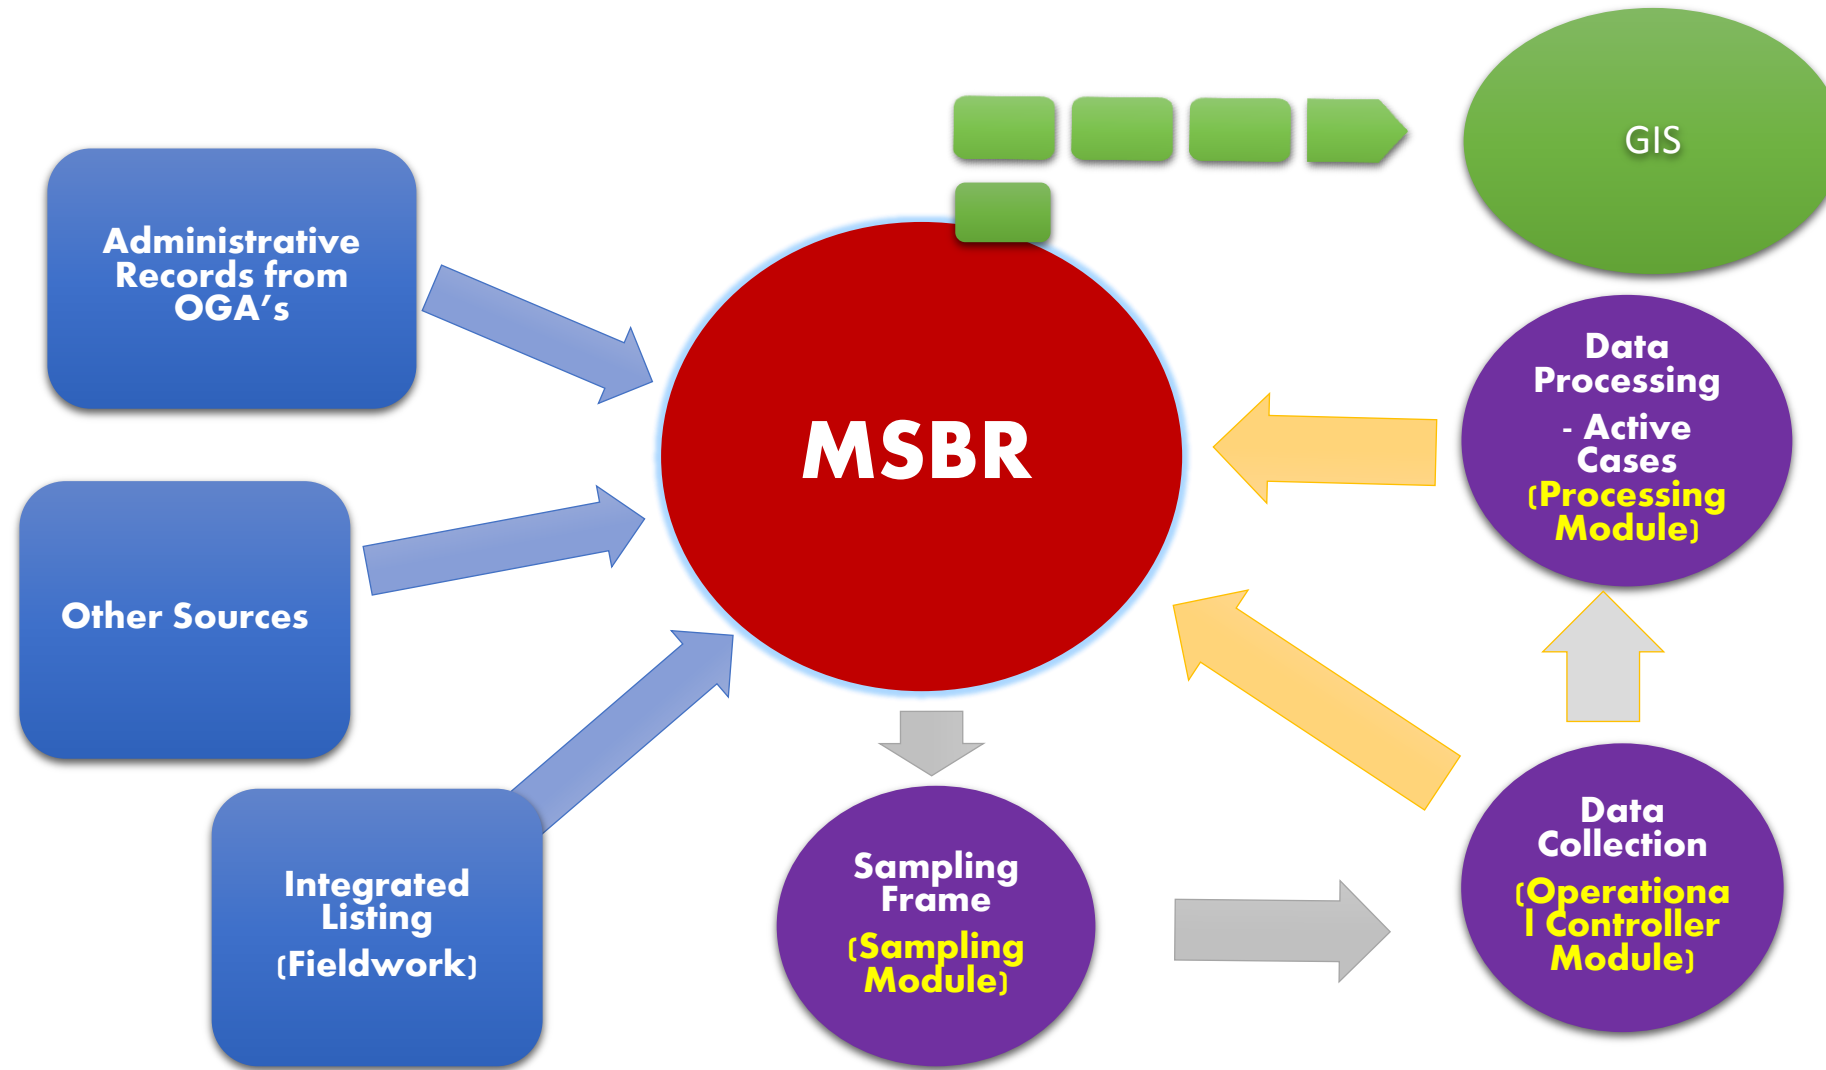 Administrative
Records from
OGA’s
Other Sources
Integrated
Listing
(Fieldwork)
MSBR
Sampling
Frame
(Sampling
Module)
GIS
Data
Processing
- Active
Cases
(Processing
Module)
Data
Collection
(Operationa
l Controller
Module)